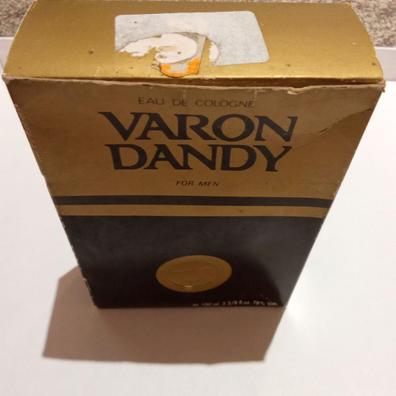 EAU DE COLOGNE
VARON
DANDY
FOR MEN